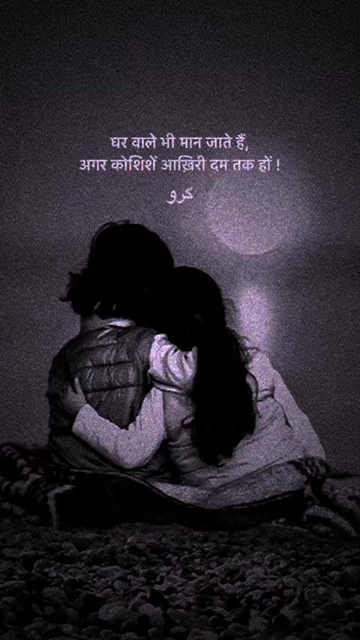 घर वाले भी मान जाते हैं,
अगर कोशिशें आख़िरी दम तक हों !
کرو